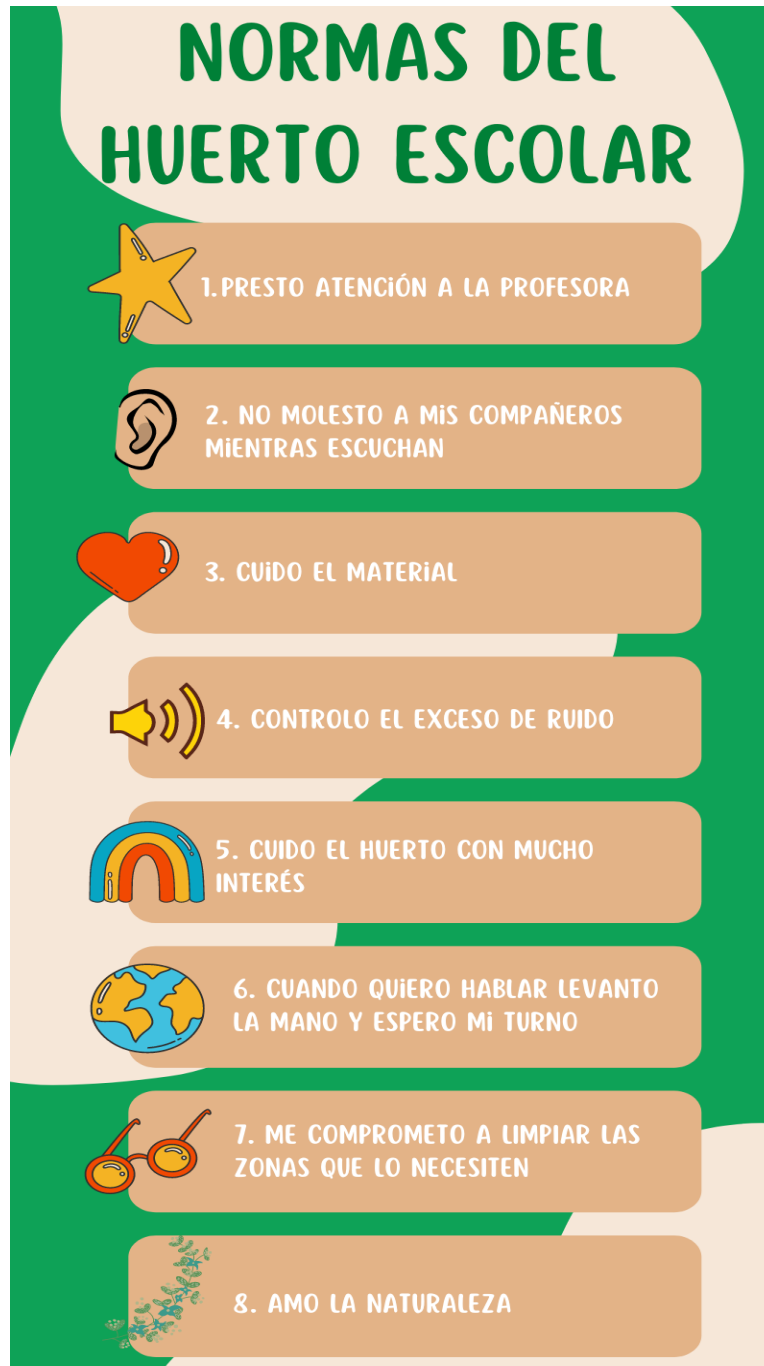 NORMAS DEL
HUERTO ESCOLAR
1. PRESTO ATENCIÓN A LA PROFESORA
2. NO MOLESTO A MIS COMPAÑEROS
MIENTRAS ESCUCHAN
3. CUIDO EL MATERIAL
4. CONTROLO EL EXCESO DE RUIDO
5. CUIDO EL HUERTO CON MUCHO
INTERÉS
6. CUANDO QUIERO HABLAR LEVANTO
LA MANO Y ESPERO MI TURNO
7. ME COMPROMETO A LIMPIAR LAS
ZONAS QUE LO NECESITEN
8. AMO LA NATURALEZA